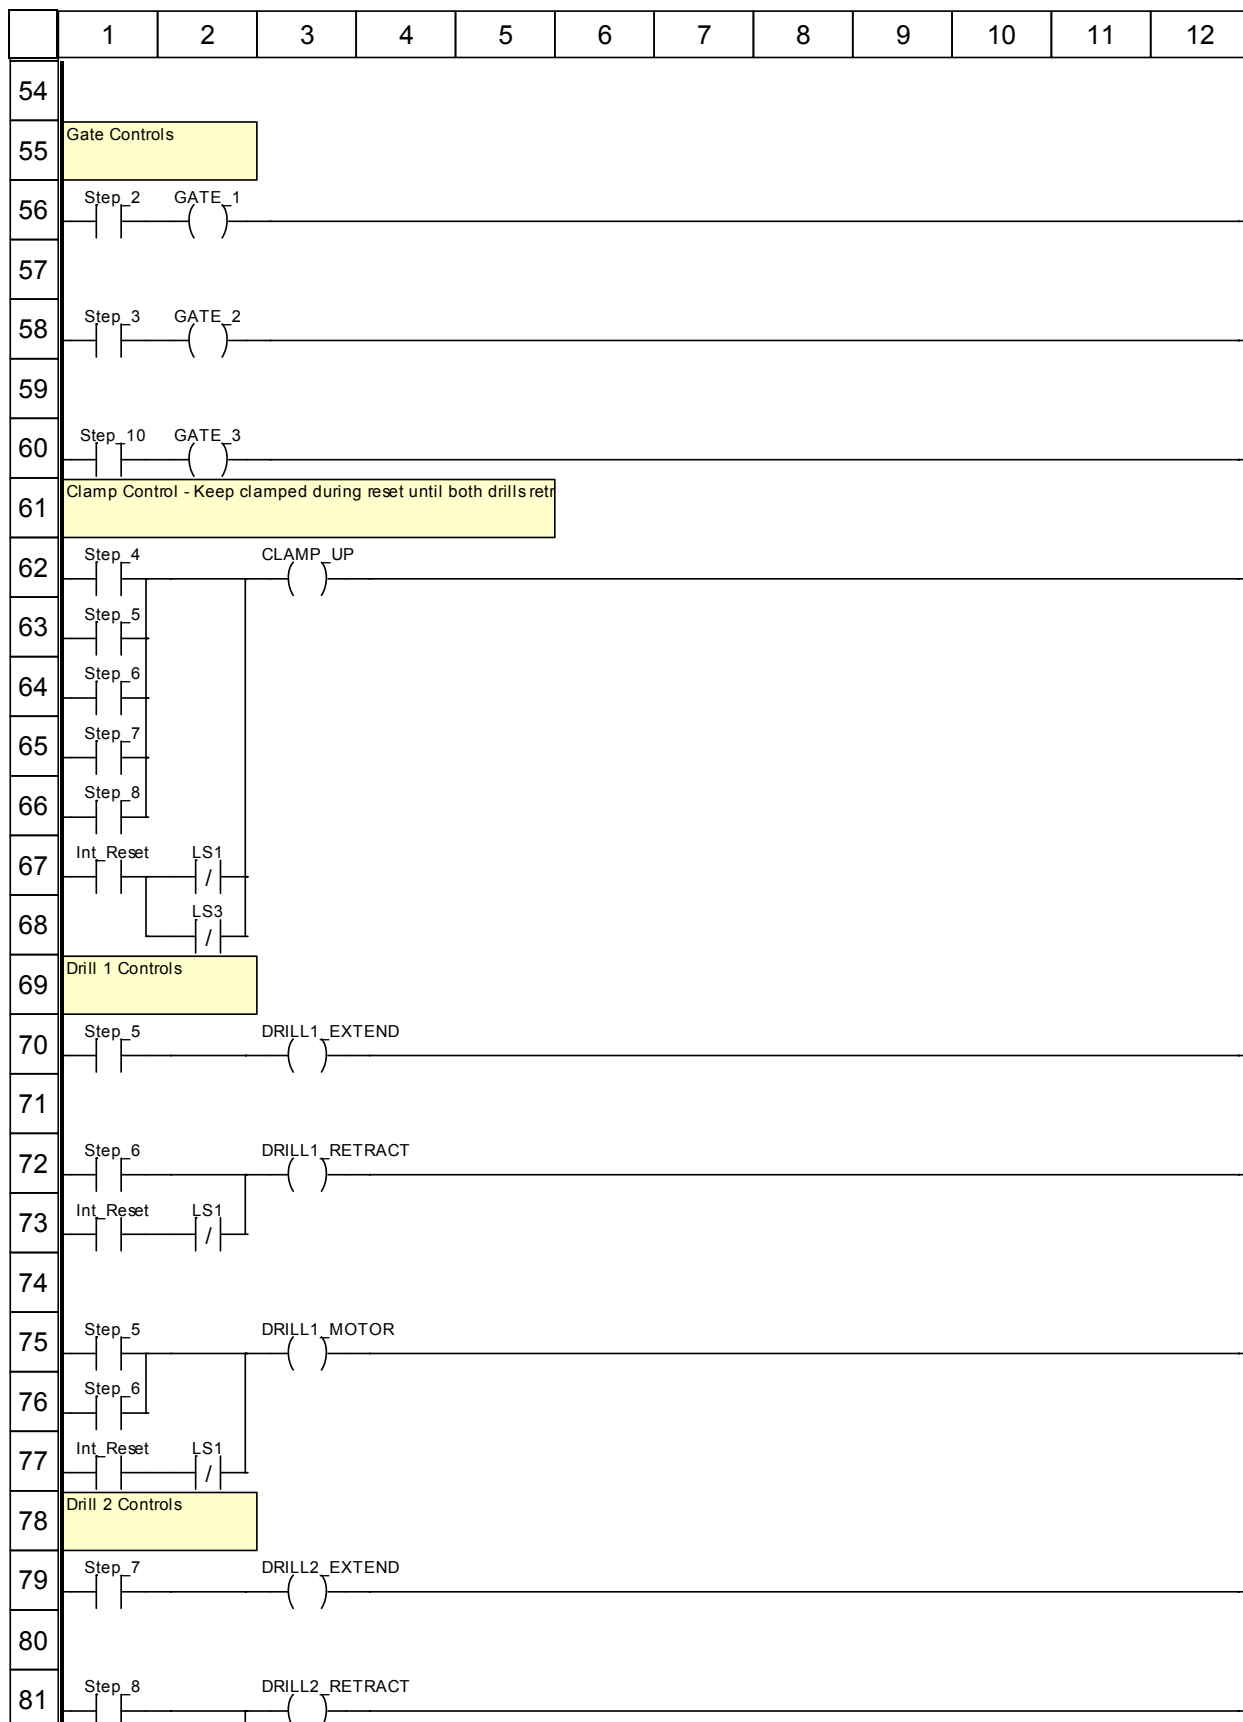 1 2 3 4 5 6 7 8 9 10 11 12
54
55 Gate Controls
Step_2 GATE_1
56
57
Step_3 GATE_2
58
59
Step_10 GATE_3
60
61 Clamp Control - Keep clamped during reset until both drills retr
Step_4 CLAMP_UP
62
Step_5
63
Step_6
64
Step_7
65
Step_8
66
Int_Reset LS1
67 /
LS3
68 /
69 Drill 1 Controls
Step_5 DRILL1_EXTEND
70
71
Step_6 DRILL1_RETRACT
72
Int_Reset LS1
73 /
74
Step_5 DRILL1_MOTOR
75
Step_6
76
Int_Reset LS1
77 /
78 Drill 2 Controls
Step_7 DRILL2_EXTEND
79
80
Step_8 DRILL2_RETRACT
81